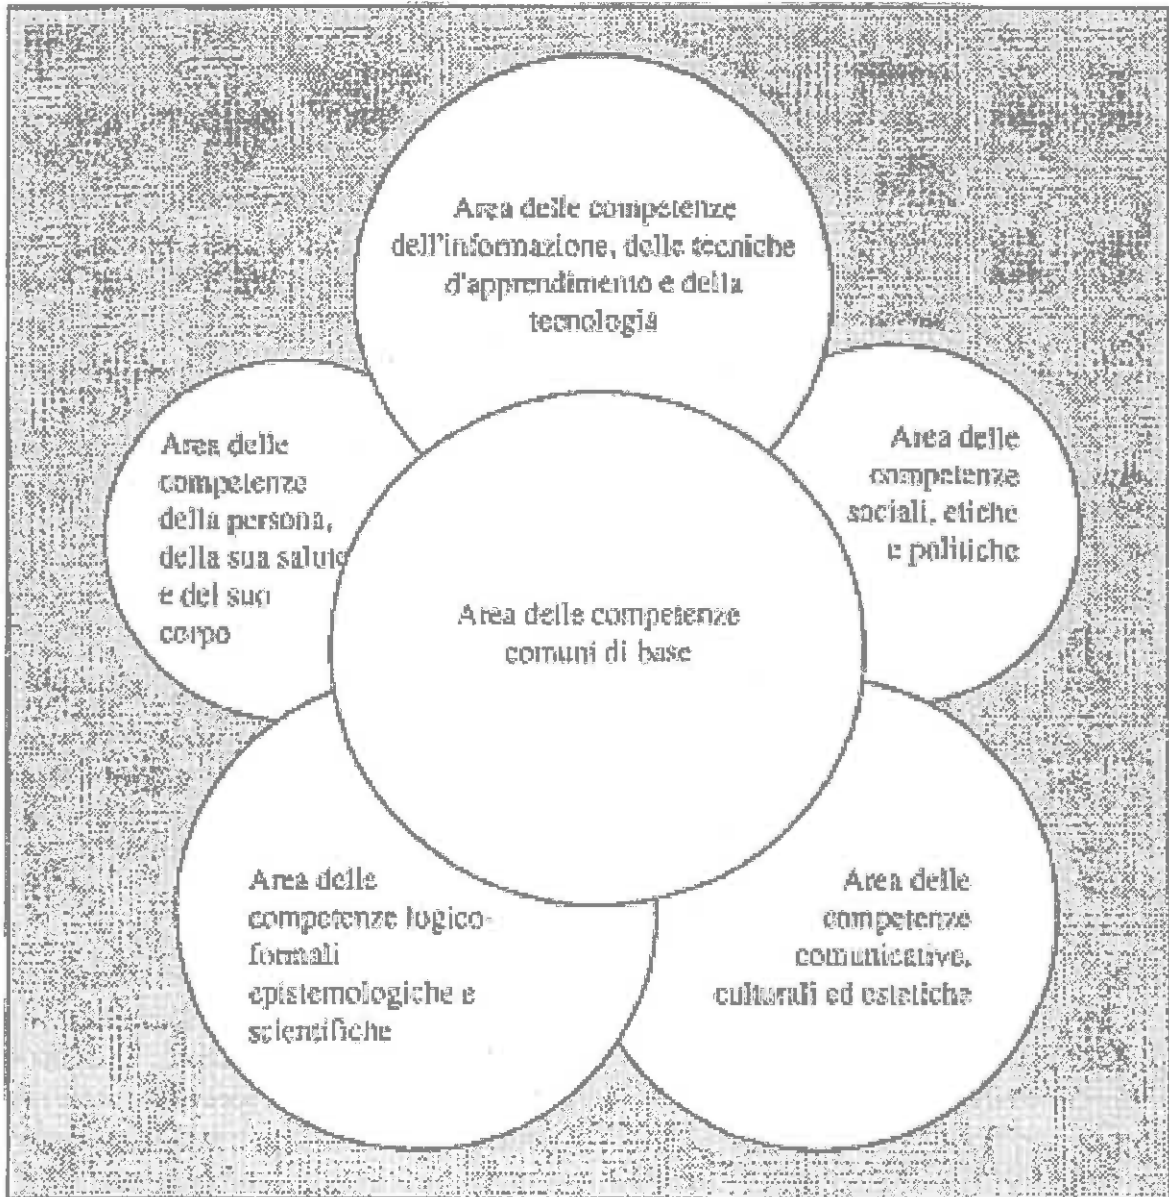 Area delle competenze
dell'informazione, delle tecniche
d'apprendimento e della
tecnologia
Area delle
competenze
della persona,
della sua salute
e del suo
corpo
Area delle
competenze
sociali, etiche
e politiche
Area delle competenze
comuni di base
Area delle
competenze logico-
formali
epistemologiche e
scientifiche
Area delle
competenze
comunicative,
culturali ed estetiche